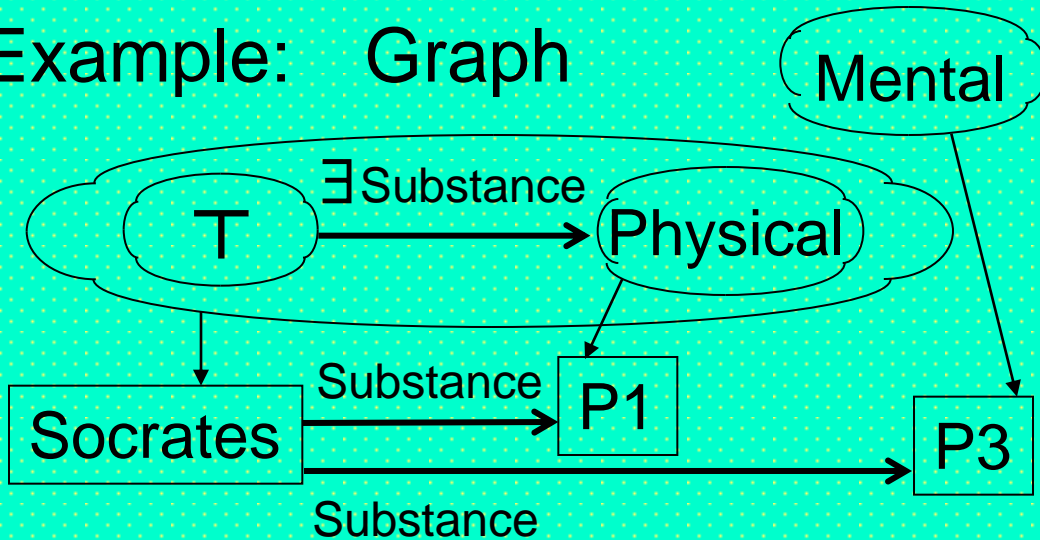 Example: Graph
Mental
∃Substance
T
Physical
Substance
P1
Socrates
P3
Substance